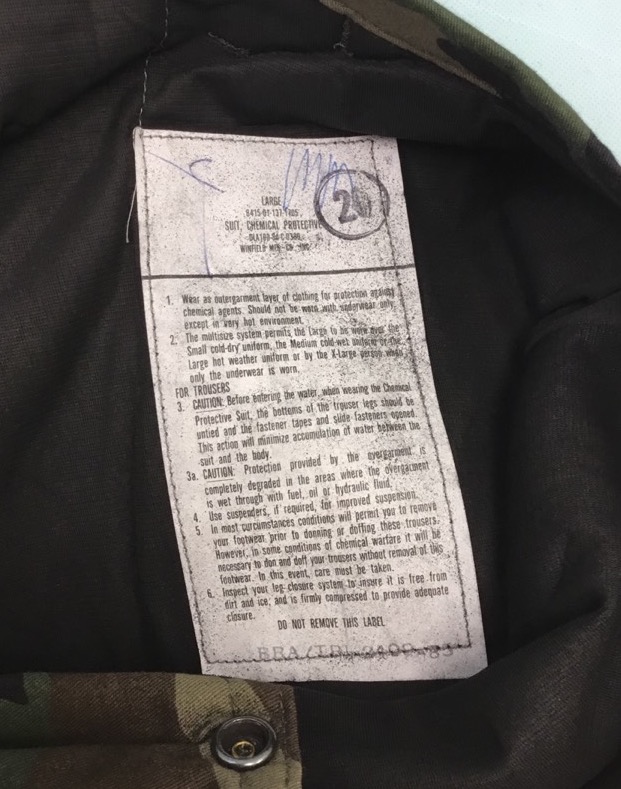 LARGE
8415-01-137-1705
SUIT, CHEMICAL PROTECTIVE
WINFIELD MFG. CO., INC.
20
1. Wear as outergarment layer of clothing for protection against
chemical agents. Should not be worn with underwear only,
except in very hot environment.
2. The multisize system permits the Large to be worn over the
Small cold-dry uniform, the Medium cold-wet uniform or the
Large hot weather uniform or by the X-Large person when
only the underwear is worn.
FOR TROUSERS
3. CAUTION: Before entering the water, when wearing the Chemical
Protective Suit, the bottoms of the trouser legs should be
untied and the fastener tapes and slide fasteners opened.
This action will minimize accumulation of water between the
suit and the body.
3a. CAUTION: Protection provided by the overgarment is
completely degraded in the areas where the overgarment
is wet through with fuel, oil or hydraulic fluid.
4. Use suspenders, if required, for improved suspension.
5. In most circumstances conditions will permit you to remove
your footwear prior to donning or doffing these trousers.
However, in some conditions of chemical warfare it will be
necessary to don and doff your trousers without removal of this
footwear. In this event, care must be taken.
6. Inspect your leg closure system to insure it is free from
dirt and ice, and is firmly compressed to provide adequate
closure.
DO NOT REMOVE THIS LABEL